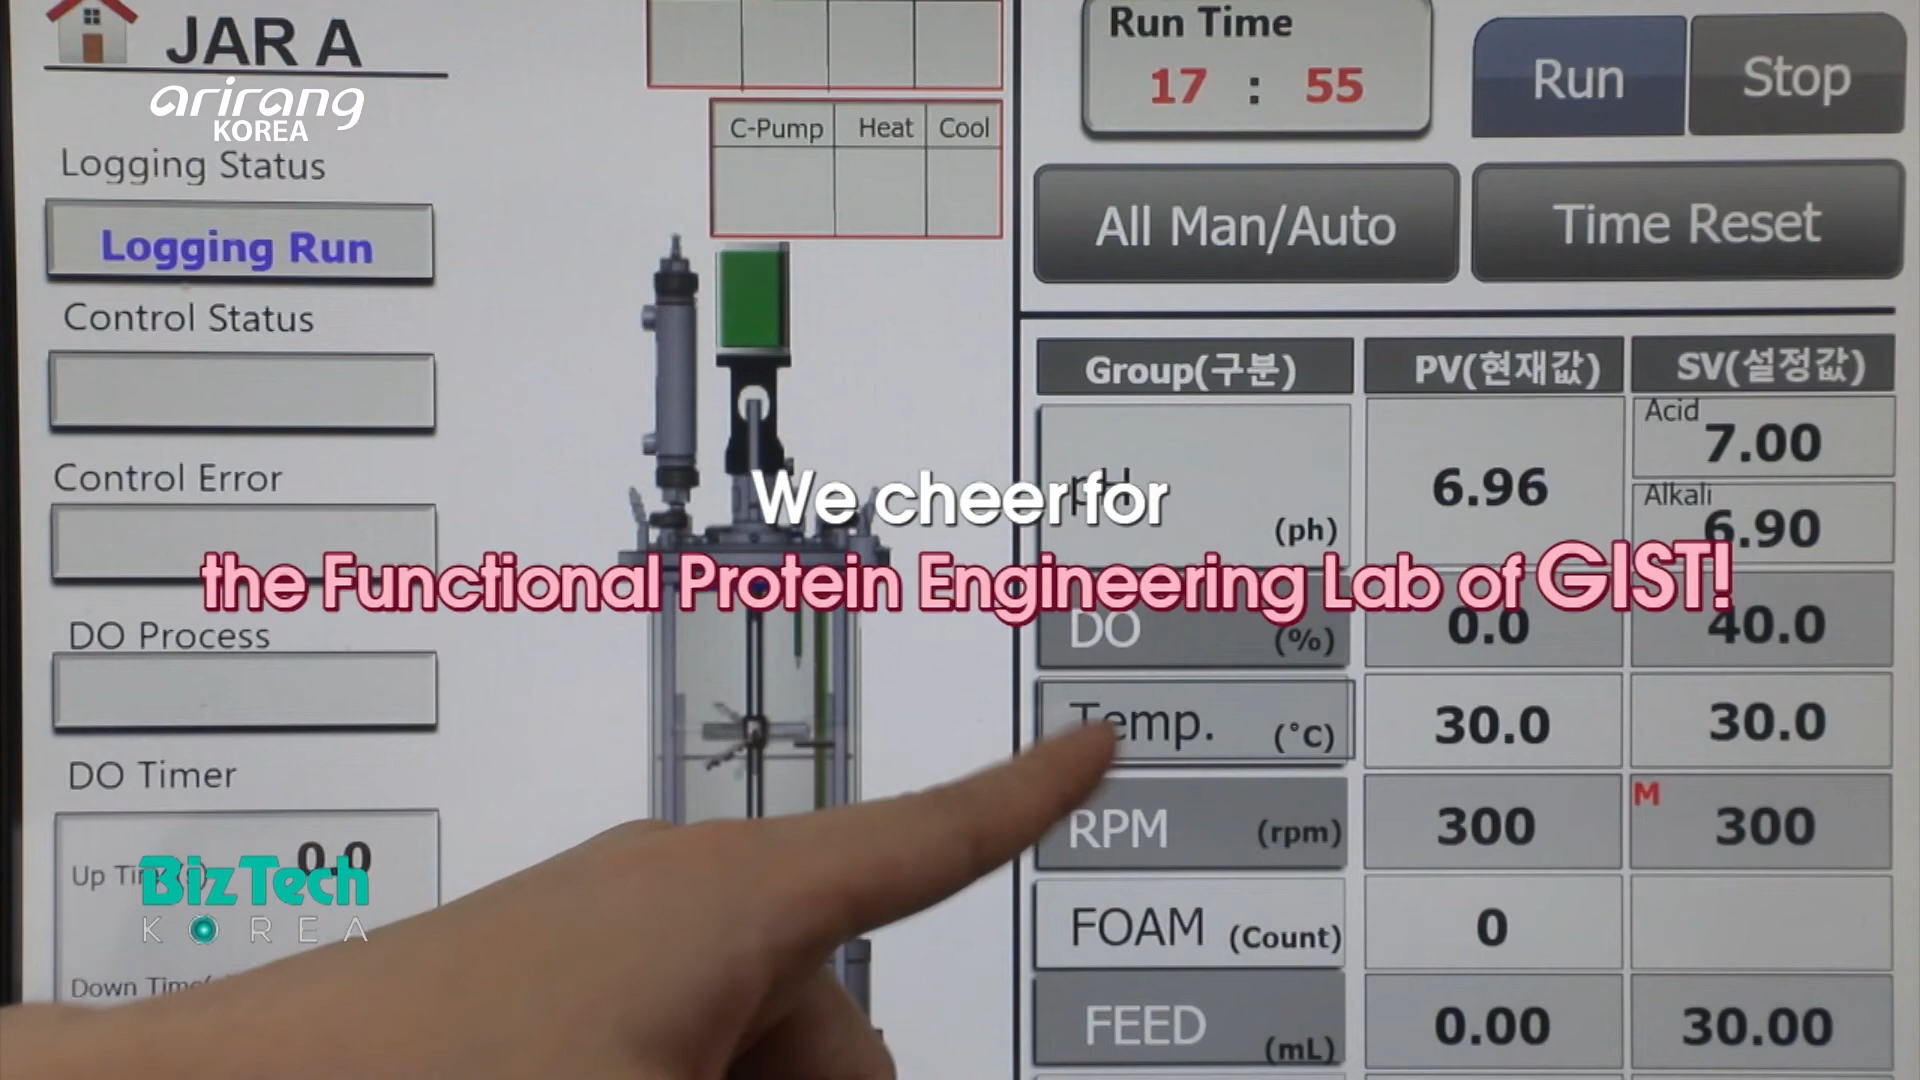 JAR A
arirang
KOREA
Logging Status
Logging Run
Control Status
Control Error
DO Process
DO Timer
0.0
BizTech
KOREA
C-Pump Heat Cool
Run Time
17 : 55
Run Stop
All Man/Auto Time Reset
Group(구분) PV(현재값) SV(설정값)
pH (ph) 6.96 Acid 7.00
Alkali 6.90
We cheer for
the Functional Protein Engineering Lab of GIST!
DO (%) 0.0 40.0
Temp. (°C) 30.0 30.0
RPM (rpm) 300 M 300
FOAM (Count) 0
FEED (mL) 0.00 30.00
Up
Down